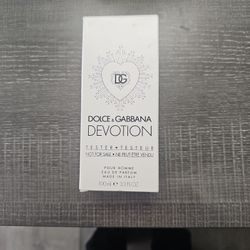 DG
DOLCE & GABBANA
DEVOTION
TESTER • TESTEUR
NOT FOR SALE • NE PEUT ÊTRE VENDU
POUR HOMME
EAU DE PARFUM
MADE IN ITALY
100ml e 3.3 FL.OZ.